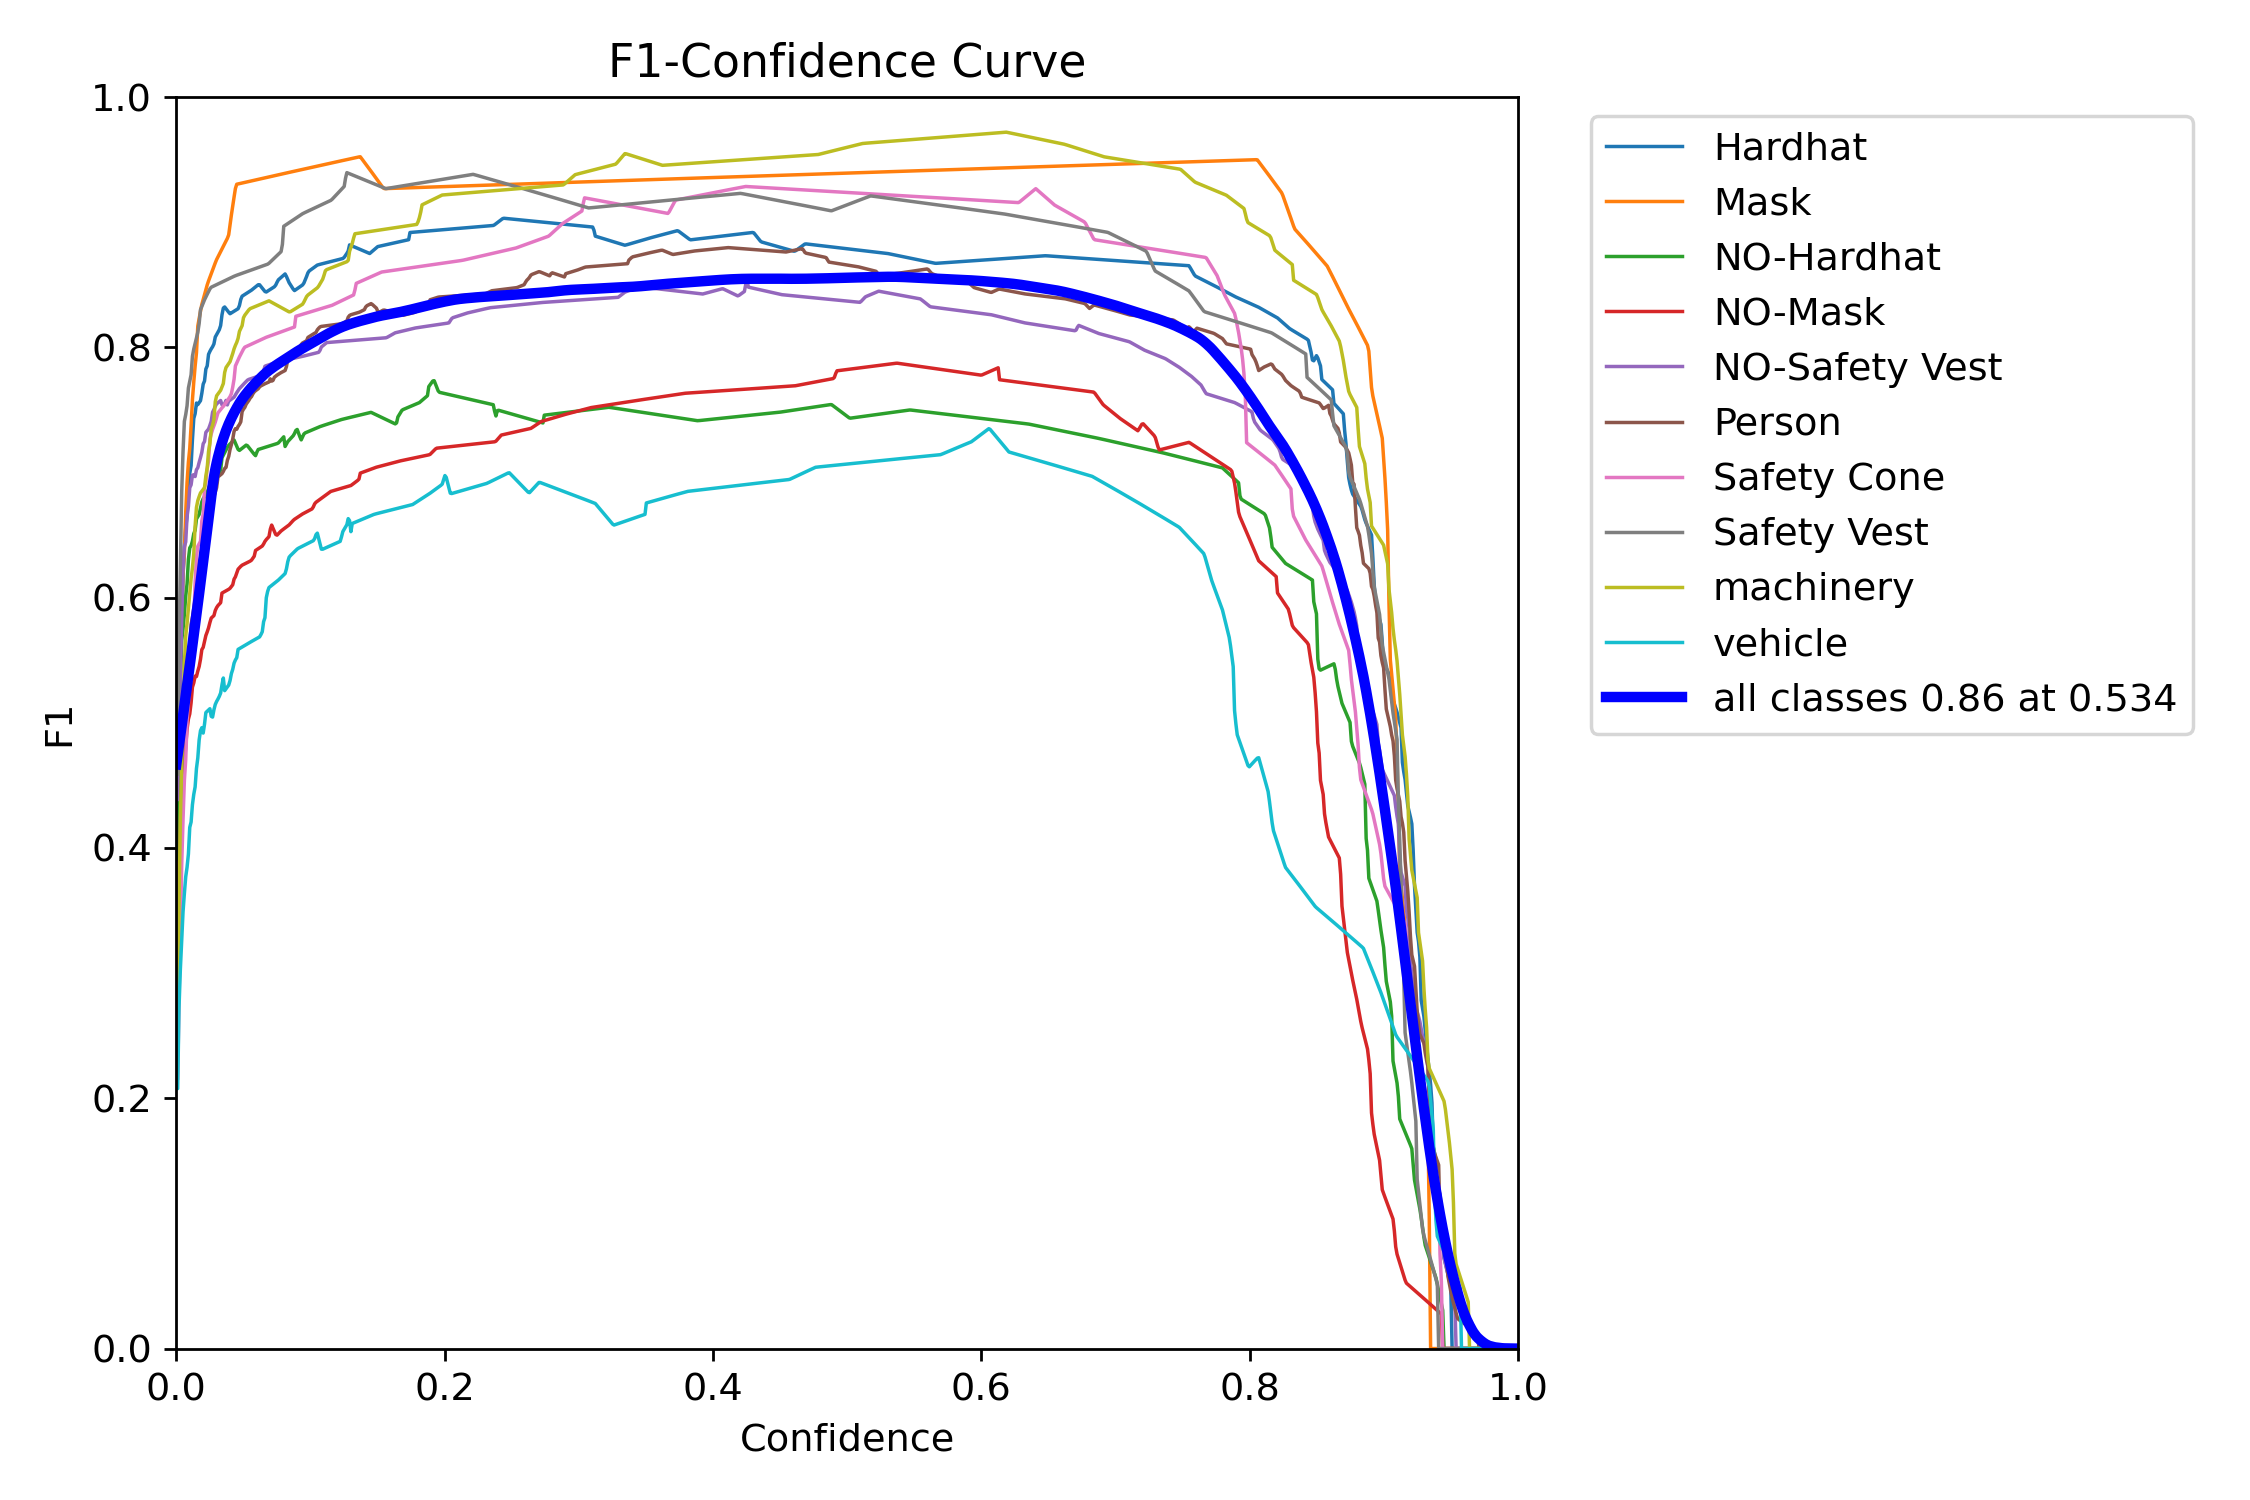 F1-Confidence Curve
1.0
0.8
0.6
0.4
0.2
0.0
F1
0.0 0.2 0.4 0.6 0.8 1.0
Confidence
Hardhat
Mask
NO-Hardhat
NO-Mask
NO-Safety Vest
Person
Safety Cone
Safety Vest
machinery
vehicle
all classes 0.86 at 0.534